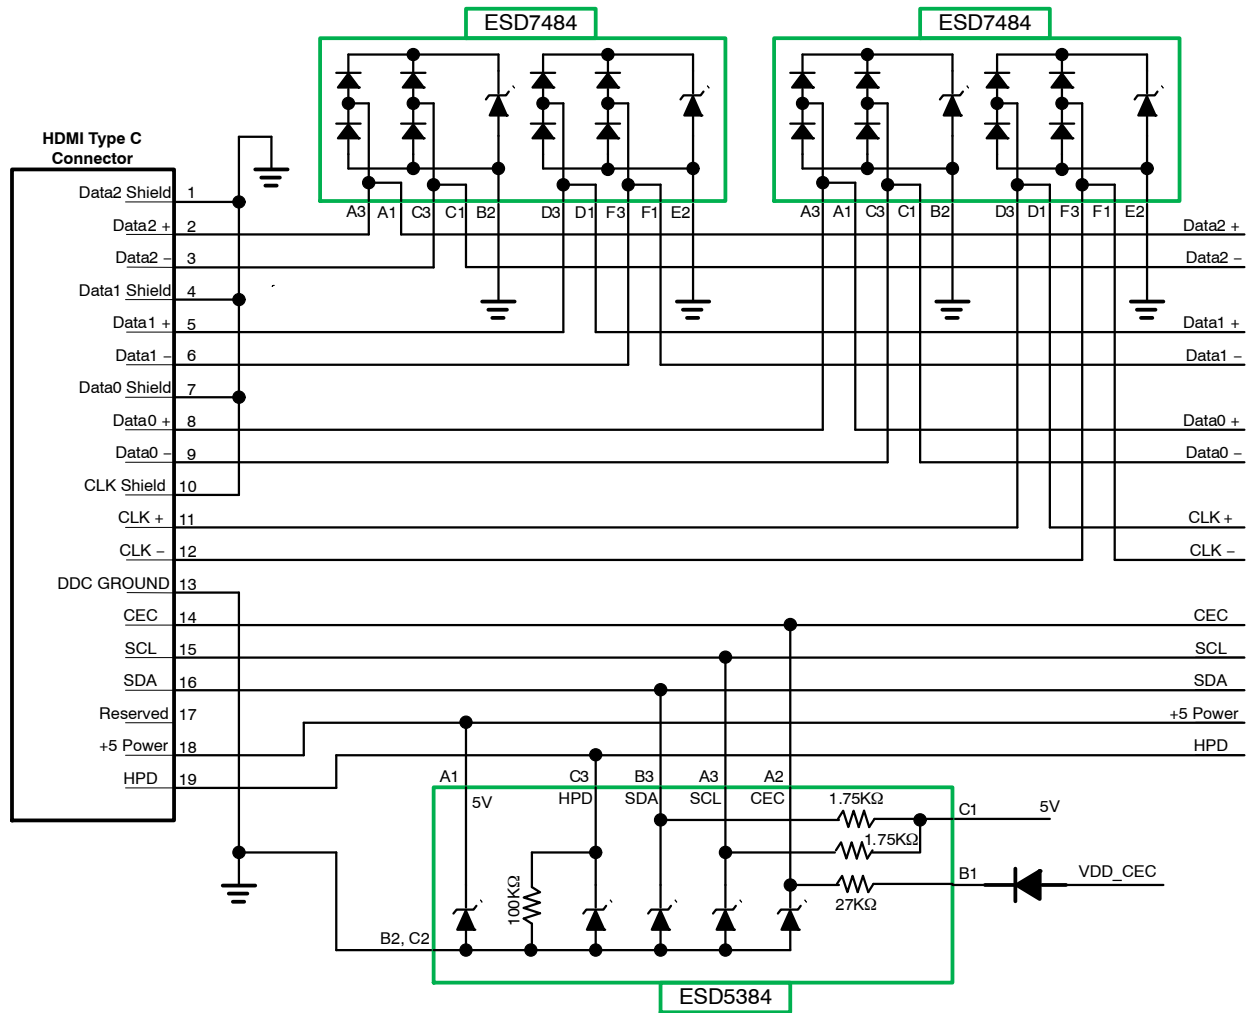 ESD7484
ESD7484
HDMI Type C
Connector
Data2 Shield 1
A3 A1 C3 C1 B2 D3 D1 F3 F1 E2
A3 A1 C3 C1 B2 D3 D1 F3 F1 E2
Data2 + 2
Data2 +
Data2 − 3
Data2 −
Data1 Shield 4
Data1 + 5
Data1 +
Data1 − 6
Data1 −
Data0 Shield 7
Data0 + 8
Data0 +
Data0 − 9
Data0 −
CLK Shield 10
CLK + 11
CLK +
CLK − 12
CLK −
DDC GROUND 13
CEC 14
CEC
SCL 15
SCL
SDA 16
SDA
Reserved 17
+5 Power
+5 Power 18
HPD
HPD 19
A1 C3 B3 A3 A2
5V HPD SDA SCL CEC
1.75KΩ
C1
5V
1.75KΩ
B1
VDD_CEC
27KΩ
100KΩ
B2, C2
ESD5384